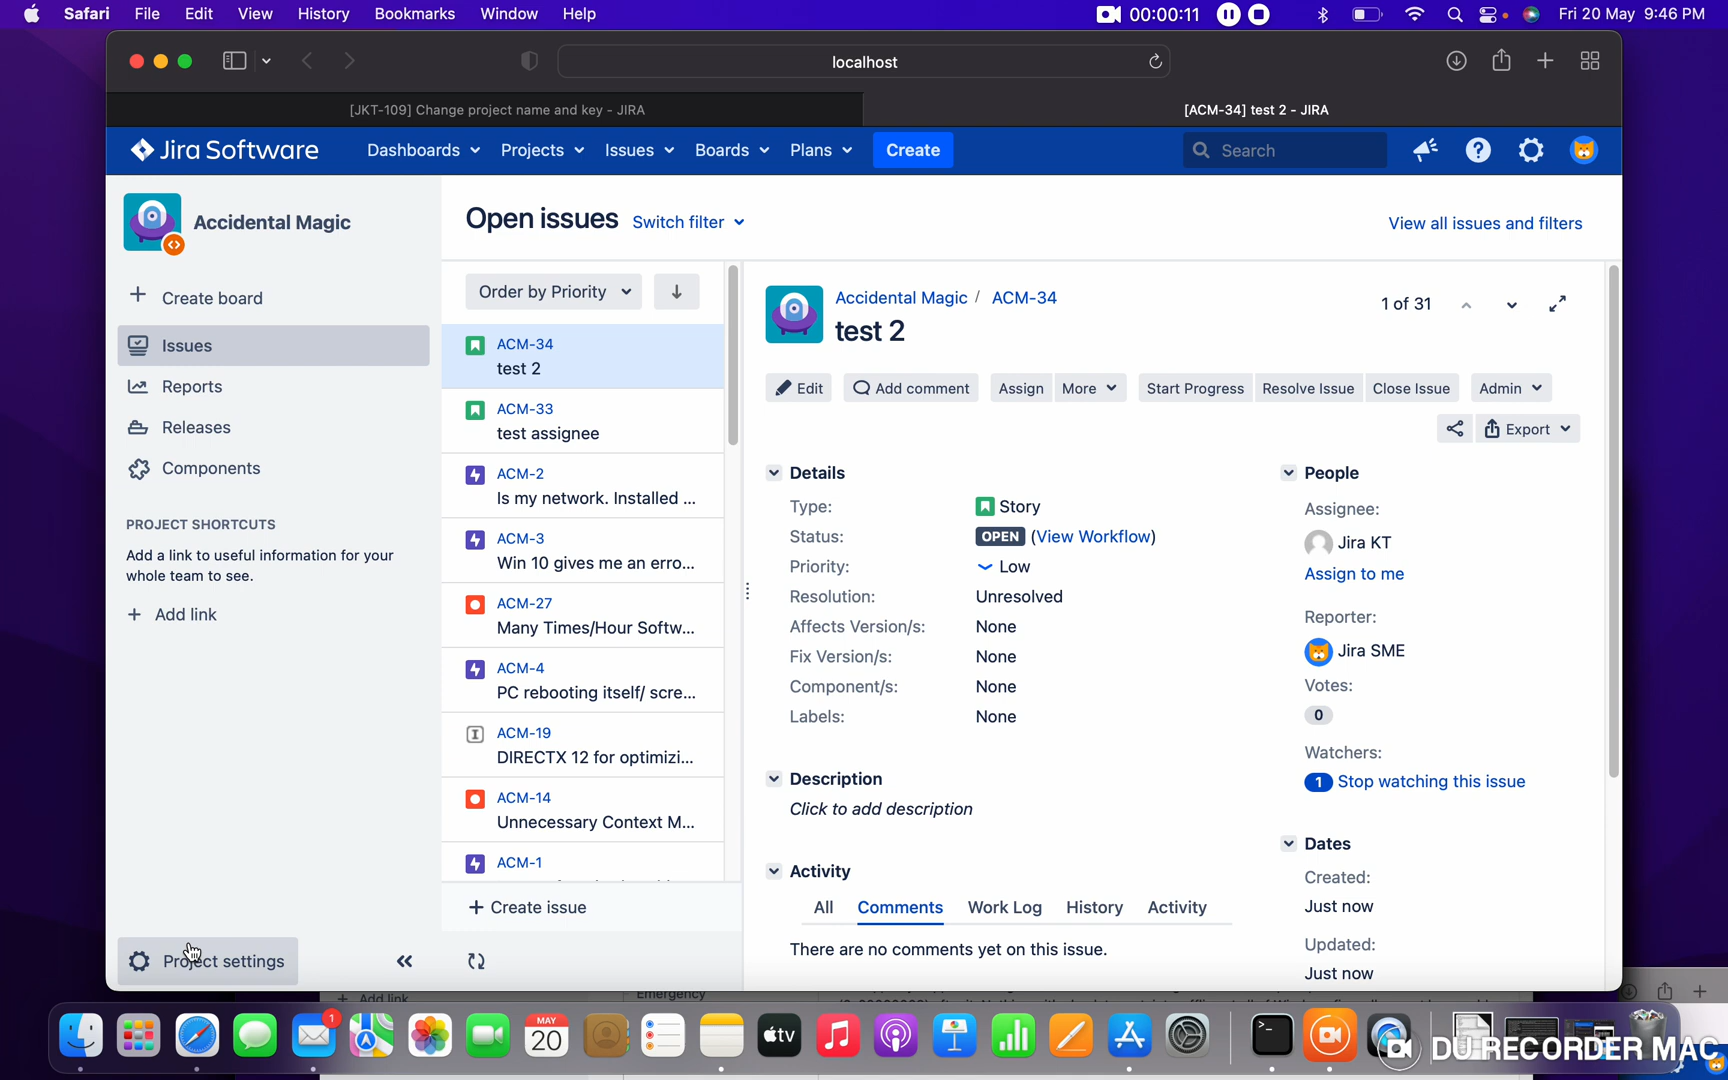 Safari File Edit View History Bookmarks Window Help 00:00:11 Fri 20 May 9:46 PM
localhost
[JKT-109] Change project name and key - JIRA
[ACM-34] test 2 - JIRA
Jira Software Dashboards Projects Issues Boards Plans Create Search
Accidental Magic
Create board
Issues
Reports
Releases
Components
PROJECT SHORTCUTS
Add a link to useful information for your
whole team to see.
+ Add link
Project settings
Open issues Switch filter
View all issues and filters
Order by Priority
ACM-34
test 2
ACM-33
test assignee
ACM-2
Is my network. Installed ...
ACM-3
Win 10 gives me an erro...
ACM-27
Many Times/Hour Softw...
ACM-4
PC rebooting itself/ scre...
ACM-19
DIRECTX 12 for optimizi...
ACM-14
Unnecessary Context M...
ACM-1
+ Create issue
Accidental Magic / ACM-34
test 2
1 of 31
Edit Add comment Assign More Start Progress Resolve Issue Close Issue Admin
Export
Details
Type: Story
Status: OPEN (View Workflow)
Priority: Low
Resolution: Unresolved
Affects Version/s: None
Fix Version/s: None
Component/s: None
Labels: None
Description
Click to add description
Activity
All Comments Work Log History Activity
There are no comments yet on this issue.
People
Assignee:
Jira KT
Assign to me
Reporter:
Jira SME
Votes:
0
Watchers:
1 Stop watching this issue
Dates
Created:
Just now
Updated:
Just now
+ Add link
Emergency
1
MAY
20
tv
DU RECORDER MAC